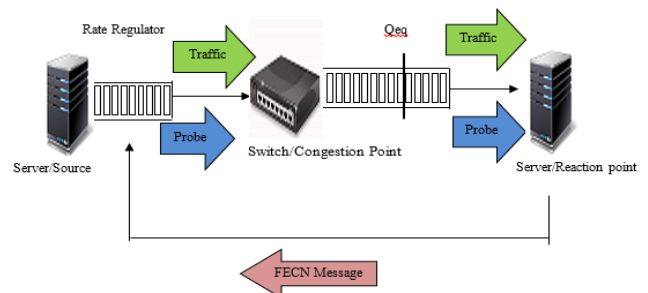 Rate Regulator
Qeq
Traffic
Traffic
Probe
Probe
Switch/Congestion Point
Server/Source
Server/Reaction point
FECN Message